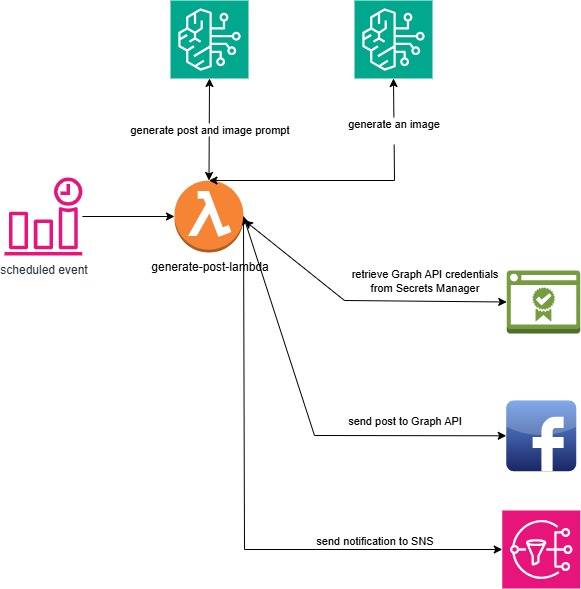 generate post and image prompt
generate an image
scheduled event
generate-post-lambda
retrieve Graph API credentials
from Secrets Manager
send post to Graph API
send notification to SNS